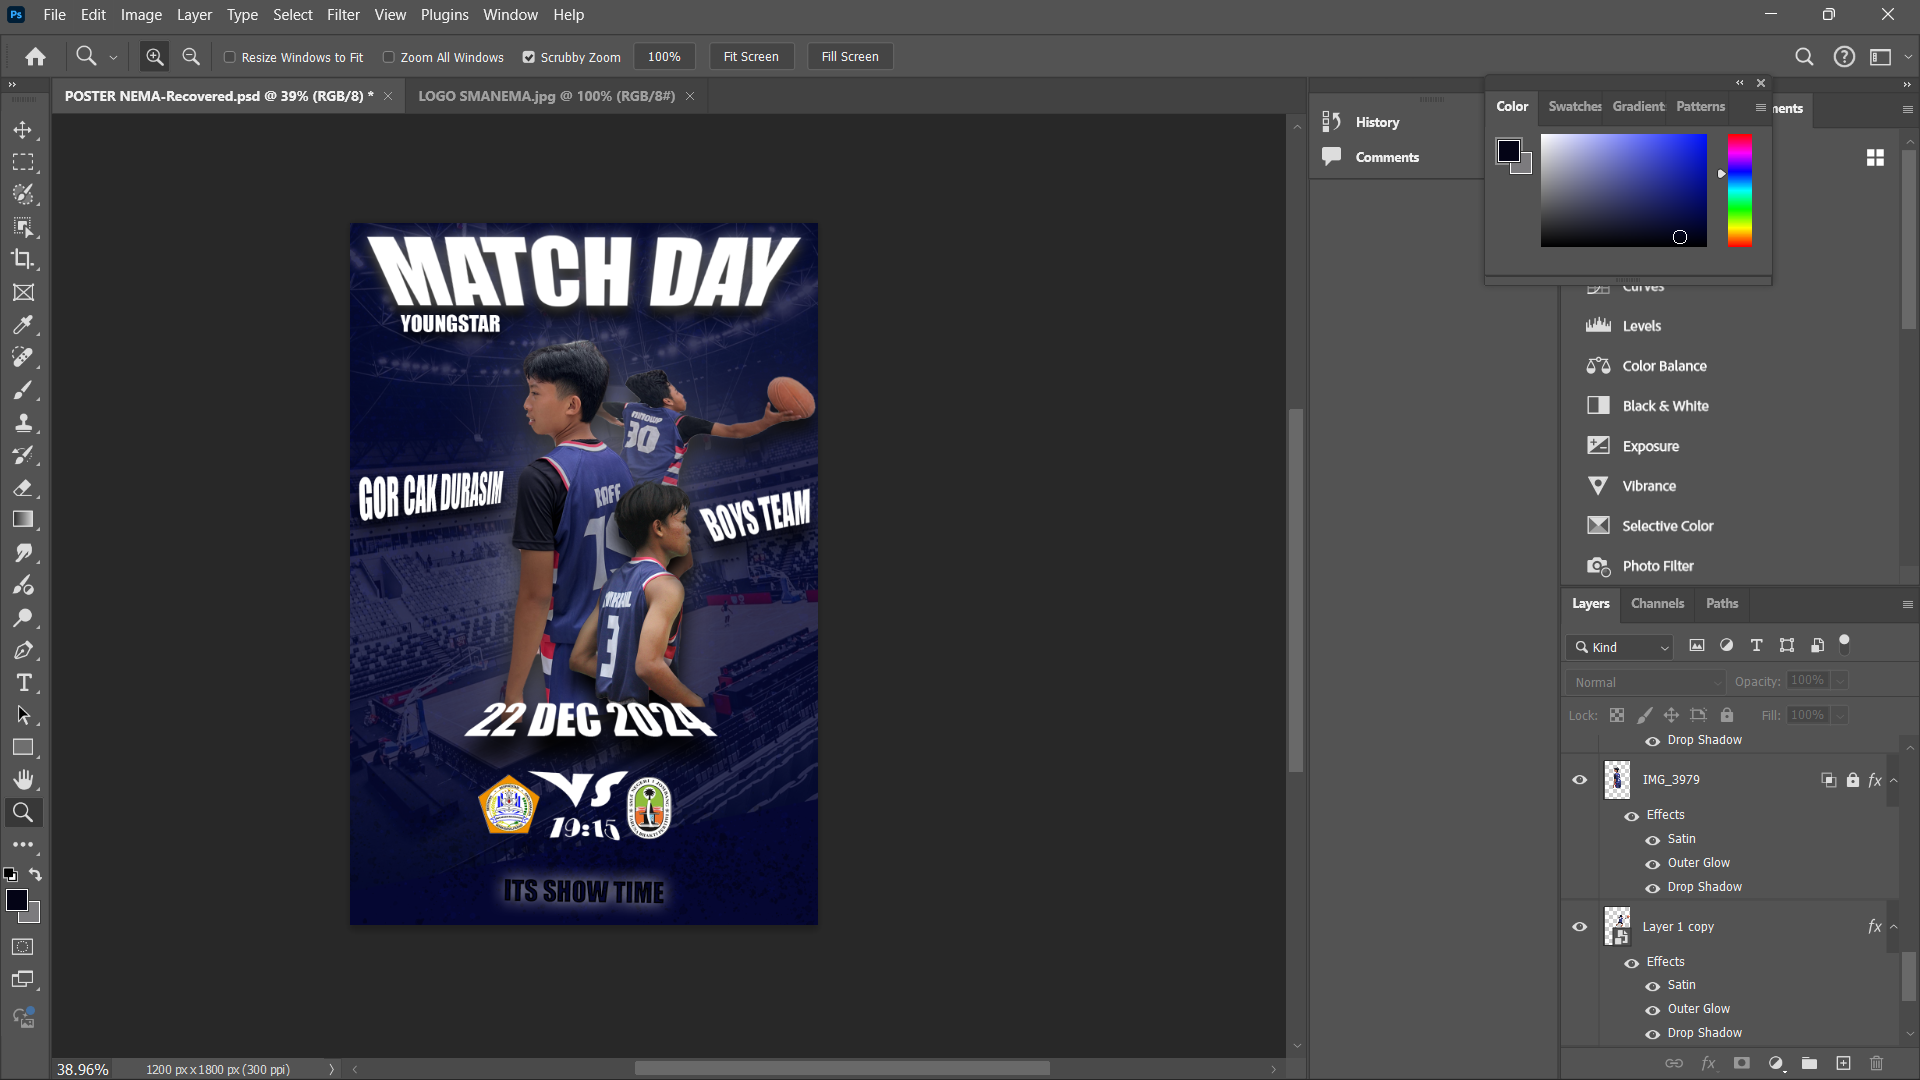 Ps File Edit Image Layer Type Select Filter View Plugins Window Help
Resize Windows to Fit Zoom All Windows Scrubby Zoom 100% Fit Screen Fill Screen
POSTER NEMA-Recovered.psd @ 39% (RGB/8) * LOGO SMANEMA.jpg @ 100% (RGB/8#)
History
Comments
Color Swatches Gradient Patterns
Curves
Levels
Color Balance
Black & White
Exposure
Vibrance
Selective Color
Photo Filter
MATCH DAY
YOUNGSTAR
30
RAFF
GOR CAK DURASIM
BOYS TEAM
3
22 DEC 2024
VS
19:15
ITS SHOW TIME
Layers Channels Paths
Kind
Normal Opacity: 100%
Lock: Fill: 100%
Drop Shadow
IMG_3979 fx
Effects
Satin
Outer Glow
Drop Shadow
Layer 1 copy fx
Effects
Satin
Outer Glow
Drop Shadow
fx
38.96% 1200 px x 1800 px (300 ppi)